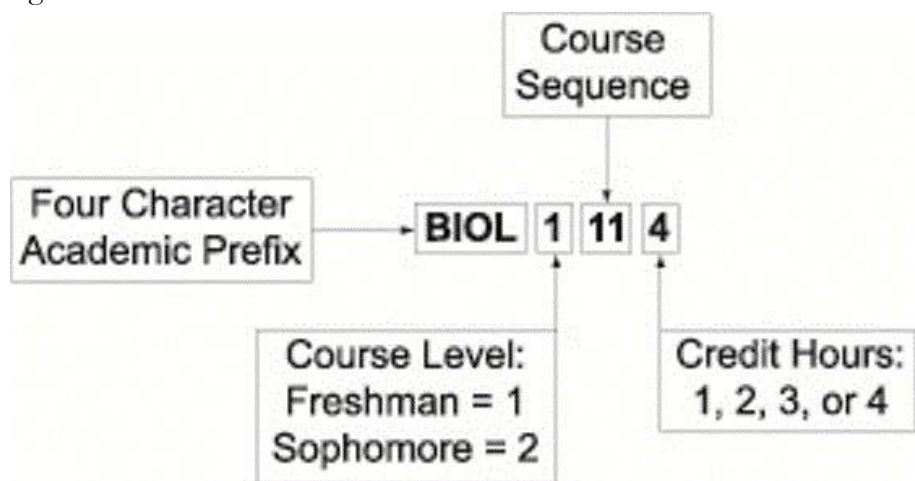 Course
Sequence
Four Character
Academic Prefix
BIOL 1 11 4
Course Level:
Freshman = 1
Sophomore = 2
Credit Hours:
1, 2, 3, or 4